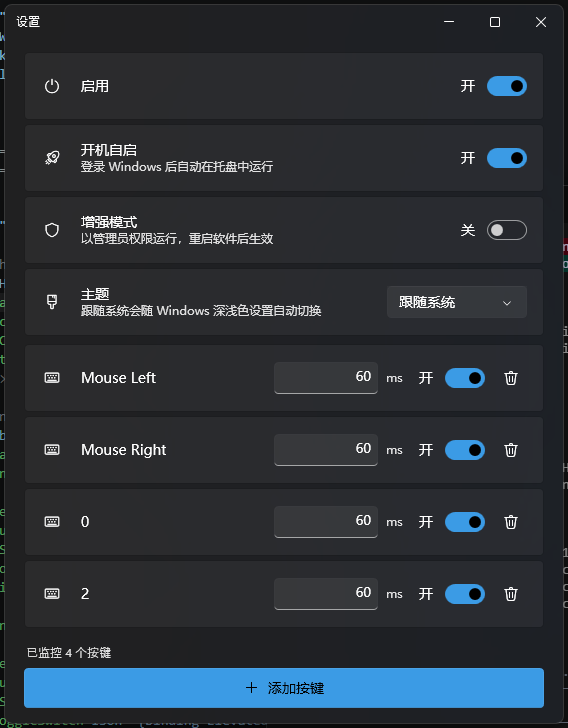 设置
启用
开
开机自启
登录 Windows 后自动在托盘中运行
开
增强模式
以管理员权限运行，重启软件后生效
关
主题
跟随系统会随 Windows 深浅色设置自动切换
跟随系统
Mouse Left
60
ms
开
Mouse Right
60
ms
开
0
60
ms
开
2
60
ms
开
已监控 4 个按键
添加按键